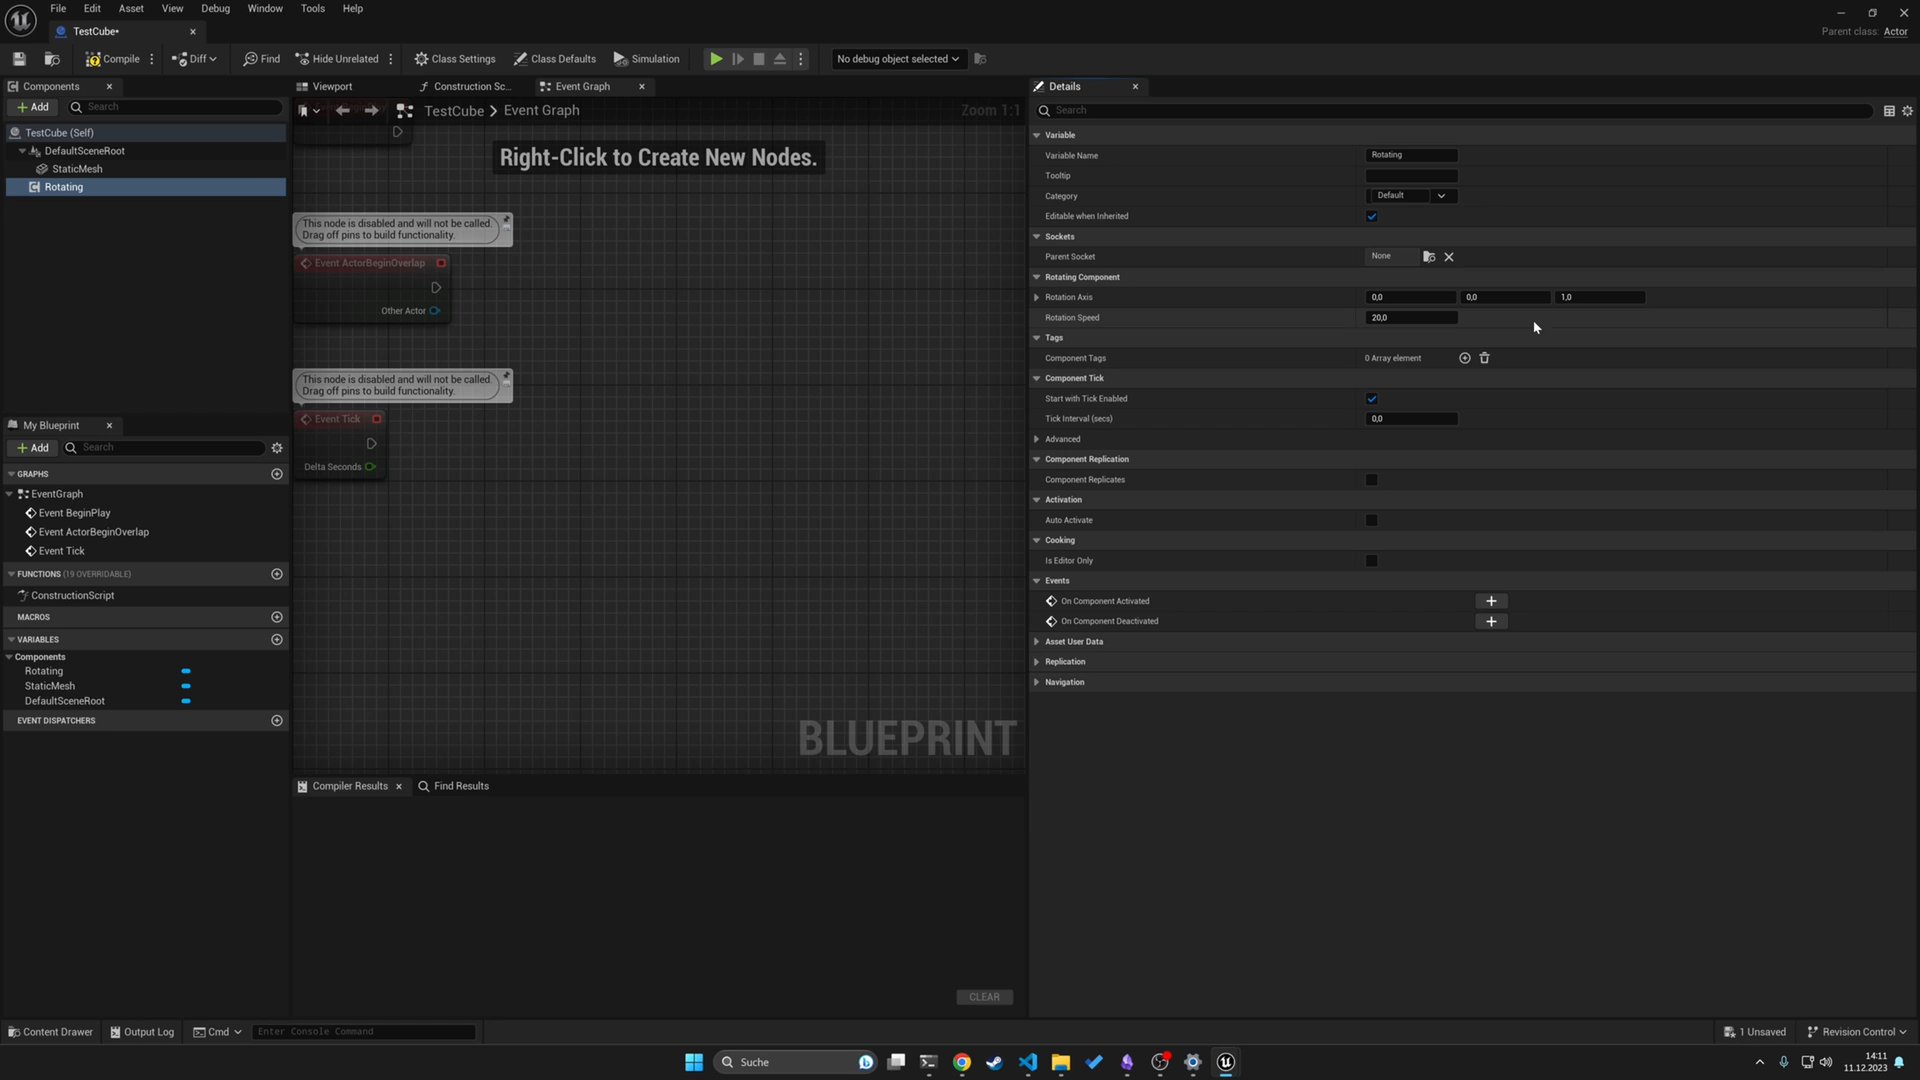 File Edit Asset View Debug Window Tools Help
TestCube•
Parent class: Actor
Compile Diff Find Hide Unrelated Class Settings Class Defaults Simulation No debug object selected
Components
Add Search
TestCube (Self)
DefaultSceneRoot
StaticMesh
Rotating
My Blueprint
Add Search
GRAPHS
EventGraph
Event BeginPlay
Event ActorBeginOverlap
Event Tick
FUNCTIONS (19 OVERRIDABLE)
ConstructionScript
MACROS
VARIABLES
Components
Rotating
StaticMesh
DefaultSceneRoot
EVENT DISPATCHERS
Viewport Construction Sc... Event Graph
TestCube > Event Graph Zoom 1:1
Right-Click to Create New Nodes.
This node is disabled and will not be called.
Drag off pins to build functionality.
Event ActorBeginOverlap
Other Actor
This node is disabled and will not be called.
Drag off pins to build functionality.
Event Tick
Delta Seconds
BLUEPRINT
Compiler Results Find Results
CLEAR
Details
Search
Variable
Variable Name Rotating
Tooltip
Category Default
Editable when Inherited
Sockets
Parent Socket None
Rotating Component
Rotation Axis 0,0 0,0 1,0
Rotation Speed 20,0
Tags
Component Tags 0 Array element
Component Tick
Start with Tick Enabled
Tick Interval (secs) 0,0
Advanced
Component Replication
Component Replicates
Activation
Auto Activate
Cooking
Is Editor Only
Events
On Component Activated
On Component Deactivated
Asset User Data
Replication
Navigation
Content Drawer Output Log Cmd Enter Console Command 1 Unsaved Revision Control
Suche
14:11
11.12.2023